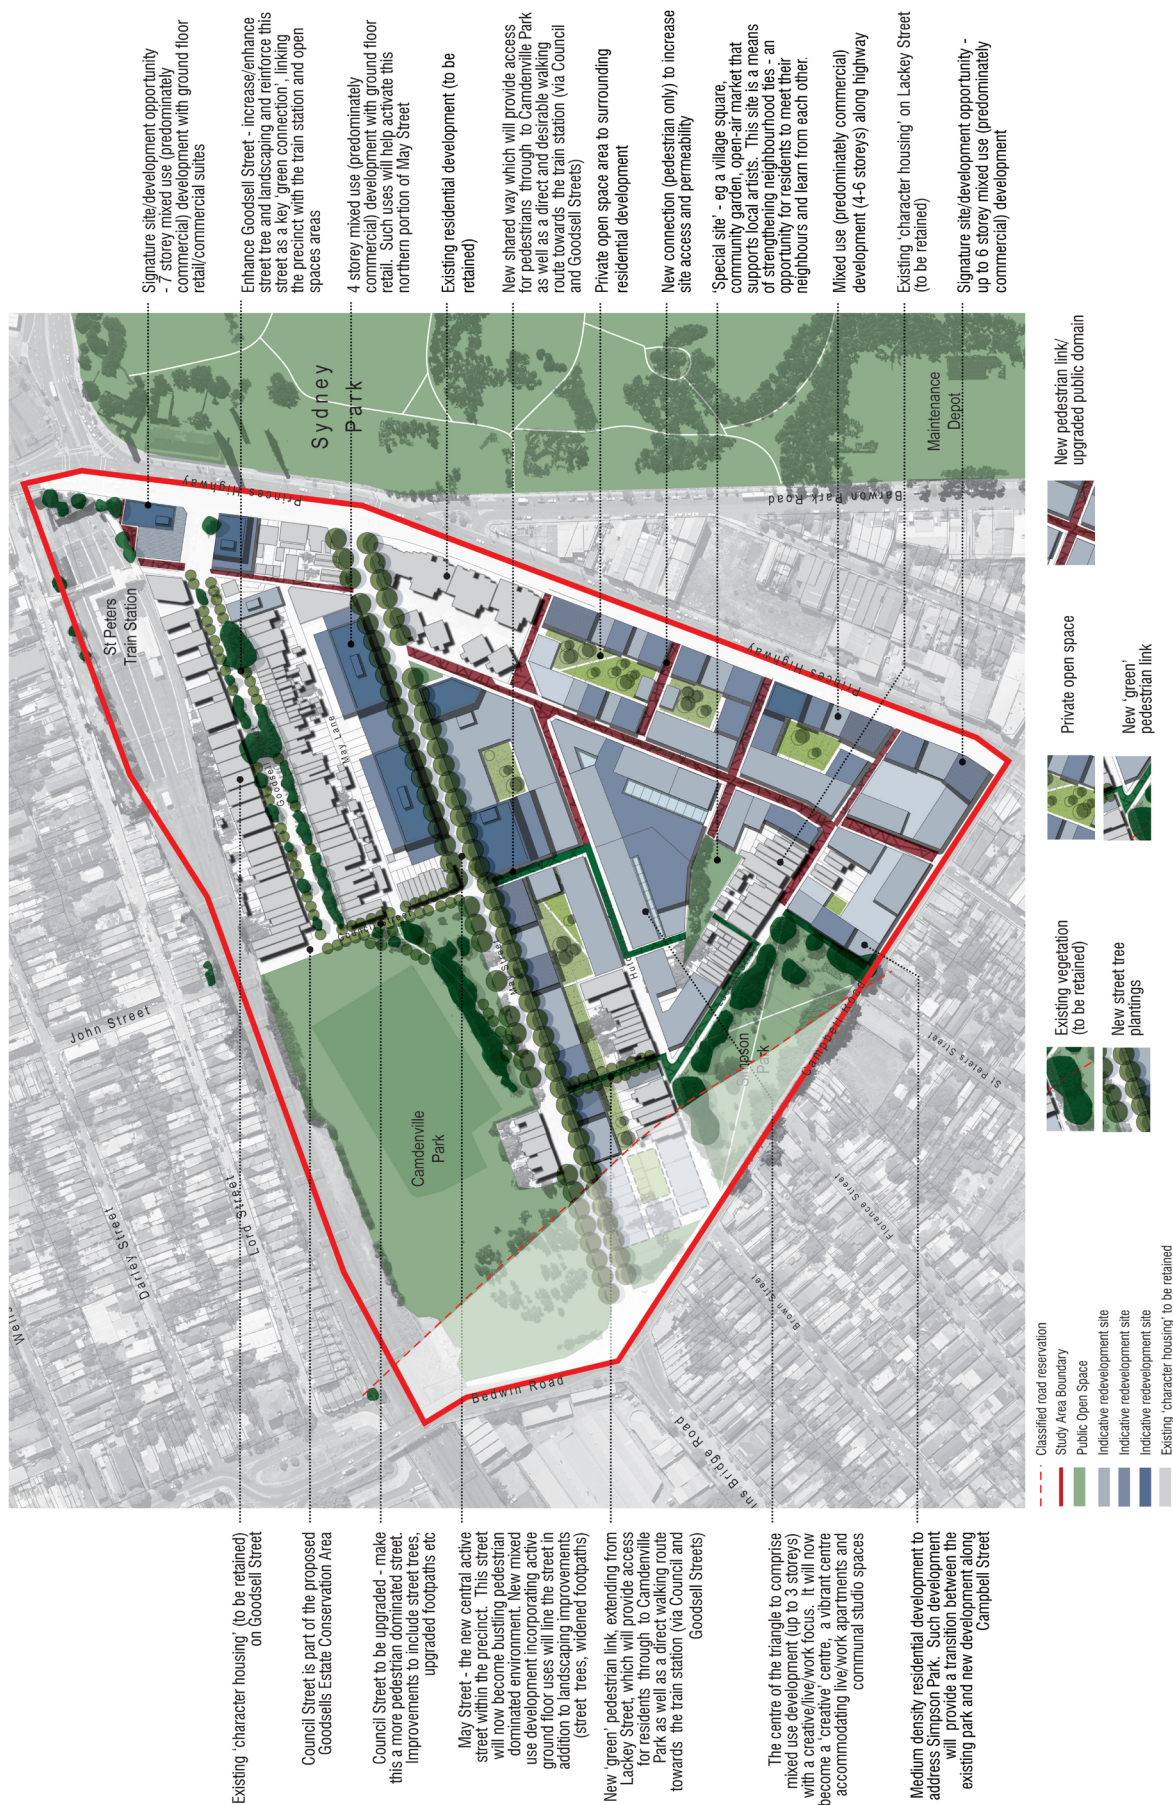 Signature site/development opportunity
- 7 storey mixed use (predominately
commercial) development with ground floor
retail/commercial suites
Enhance Goodsell Street - increase/enhance
street tree and landscaping and reinforce this
street as a key 'green connection', linking
the precinct with the train station and open
spaces areas
4 storey mixed use (predominately
commercial) development with ground floor
retail. Such uses will help activate this
northern portion of May Street
Existing residential development (to be
retained)
New shared way which will provide access
for pedestrians through to Camdenville Park
as well as a direct and desirable walking
route towards the train station (via Council
and Goodsell Streets)
Private open space area to surrounding
residential development
New connection (pedestrian only) to increase
site access and permeability
'Special site' - eg a village square,
community garden, open-air market that
supports local artists. This site is a means
of strengthening neighbourhood ties - an
opportunity for residents to meet their
neighbours and learn from each other.
Mixed use (predominately commercial)
development (4-6 storeys) along highway
Existing 'character housing' on Lackey Street
(to be retained)
Signature site/development opportunity -
up to 6 storey mixed use (predominately
commercial) development
Sydney
Park
Maintenance
Depot
Princes Highway
Barwon Park Road
Princes Highway
St Peters
Train Station
Goodsell
May Lane
Council Street
May Street
Simpson
Park
Campbell Road
St Peters Street
Camdenville
Park
John Street
Lord Street
Darley Street
Florence Street
Brown Street
Bedwin Road
ins Bridge Road
Existing 'character housing' (to be retained)
on Goodsell Street
Council Street is part of the proposed
Goodsells Estate Conservation Area
Council Street to be upgraded - make
this a more pedestrian dominated street.
Improvements to include street trees,
upgraded footpaths etc
May Street - the new central active
street within the precinct. This street
will now become bustling pedestrian
dominated environment. New mixed
use development incorporating active
ground floor uses will line the street in
addition to landscaping improvements
(street trees, widened footpaths)
New 'green' pedestrian link, extending from
Lackey Street, which will provide access
for residents through to Camdenville
Park as well as a direct walking route
towards the train station (via Council and
Goodsell Streets)
The centre of the triangle to comprise
mixed use development (up to 3 storeys)
with a creative/live/work focus. It will now
become a 'creative' centre, a vibrant centre
accommodating live/work apartments and
communal studio spaces
Medium density residential development to
address Simpson Park. Such development
will provide a transition between the
existing park and new development along
Campbell Street
Classified road reservation
Study Area Boundary
Public Open Space
Indicative redevelopment site
Indicative redevelopment site
Indicative redevelopment site
Existing 'character housing' to be retained
Existing vegetation
(to be retained)
New street tree
plantings
Private open space
New 'green'
pedestrian link
New pedestrian link/
upgraded public domain